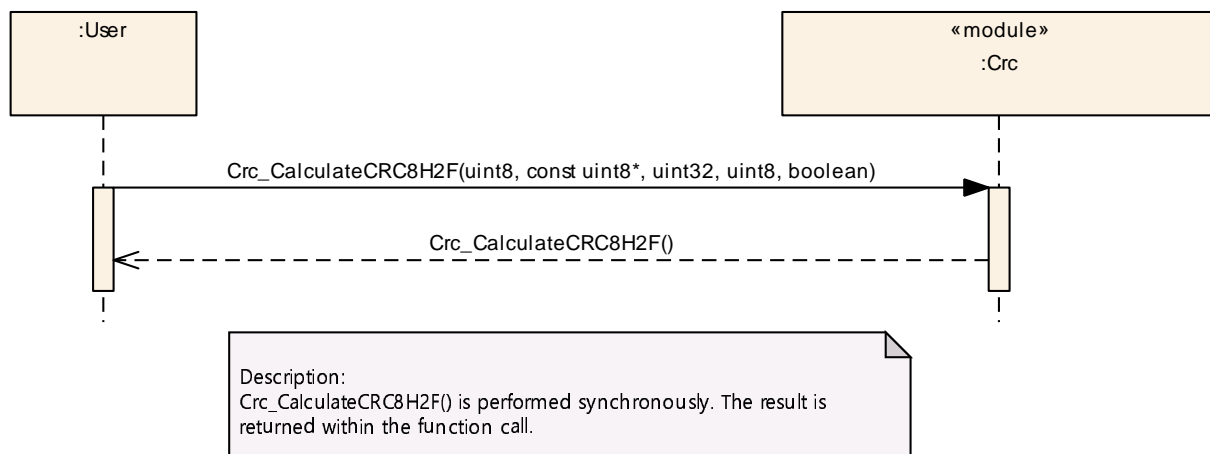 :User
«module»
:Crc
Crc_CalculateCRC8H2F(uint8, const uint8*, uint32, uint8, boolean)
Crc_CalculateCRC8H2F()
Description:
Crc_CalculateCRC8H2F() is performed synchronously. The result is
returned within the function call.